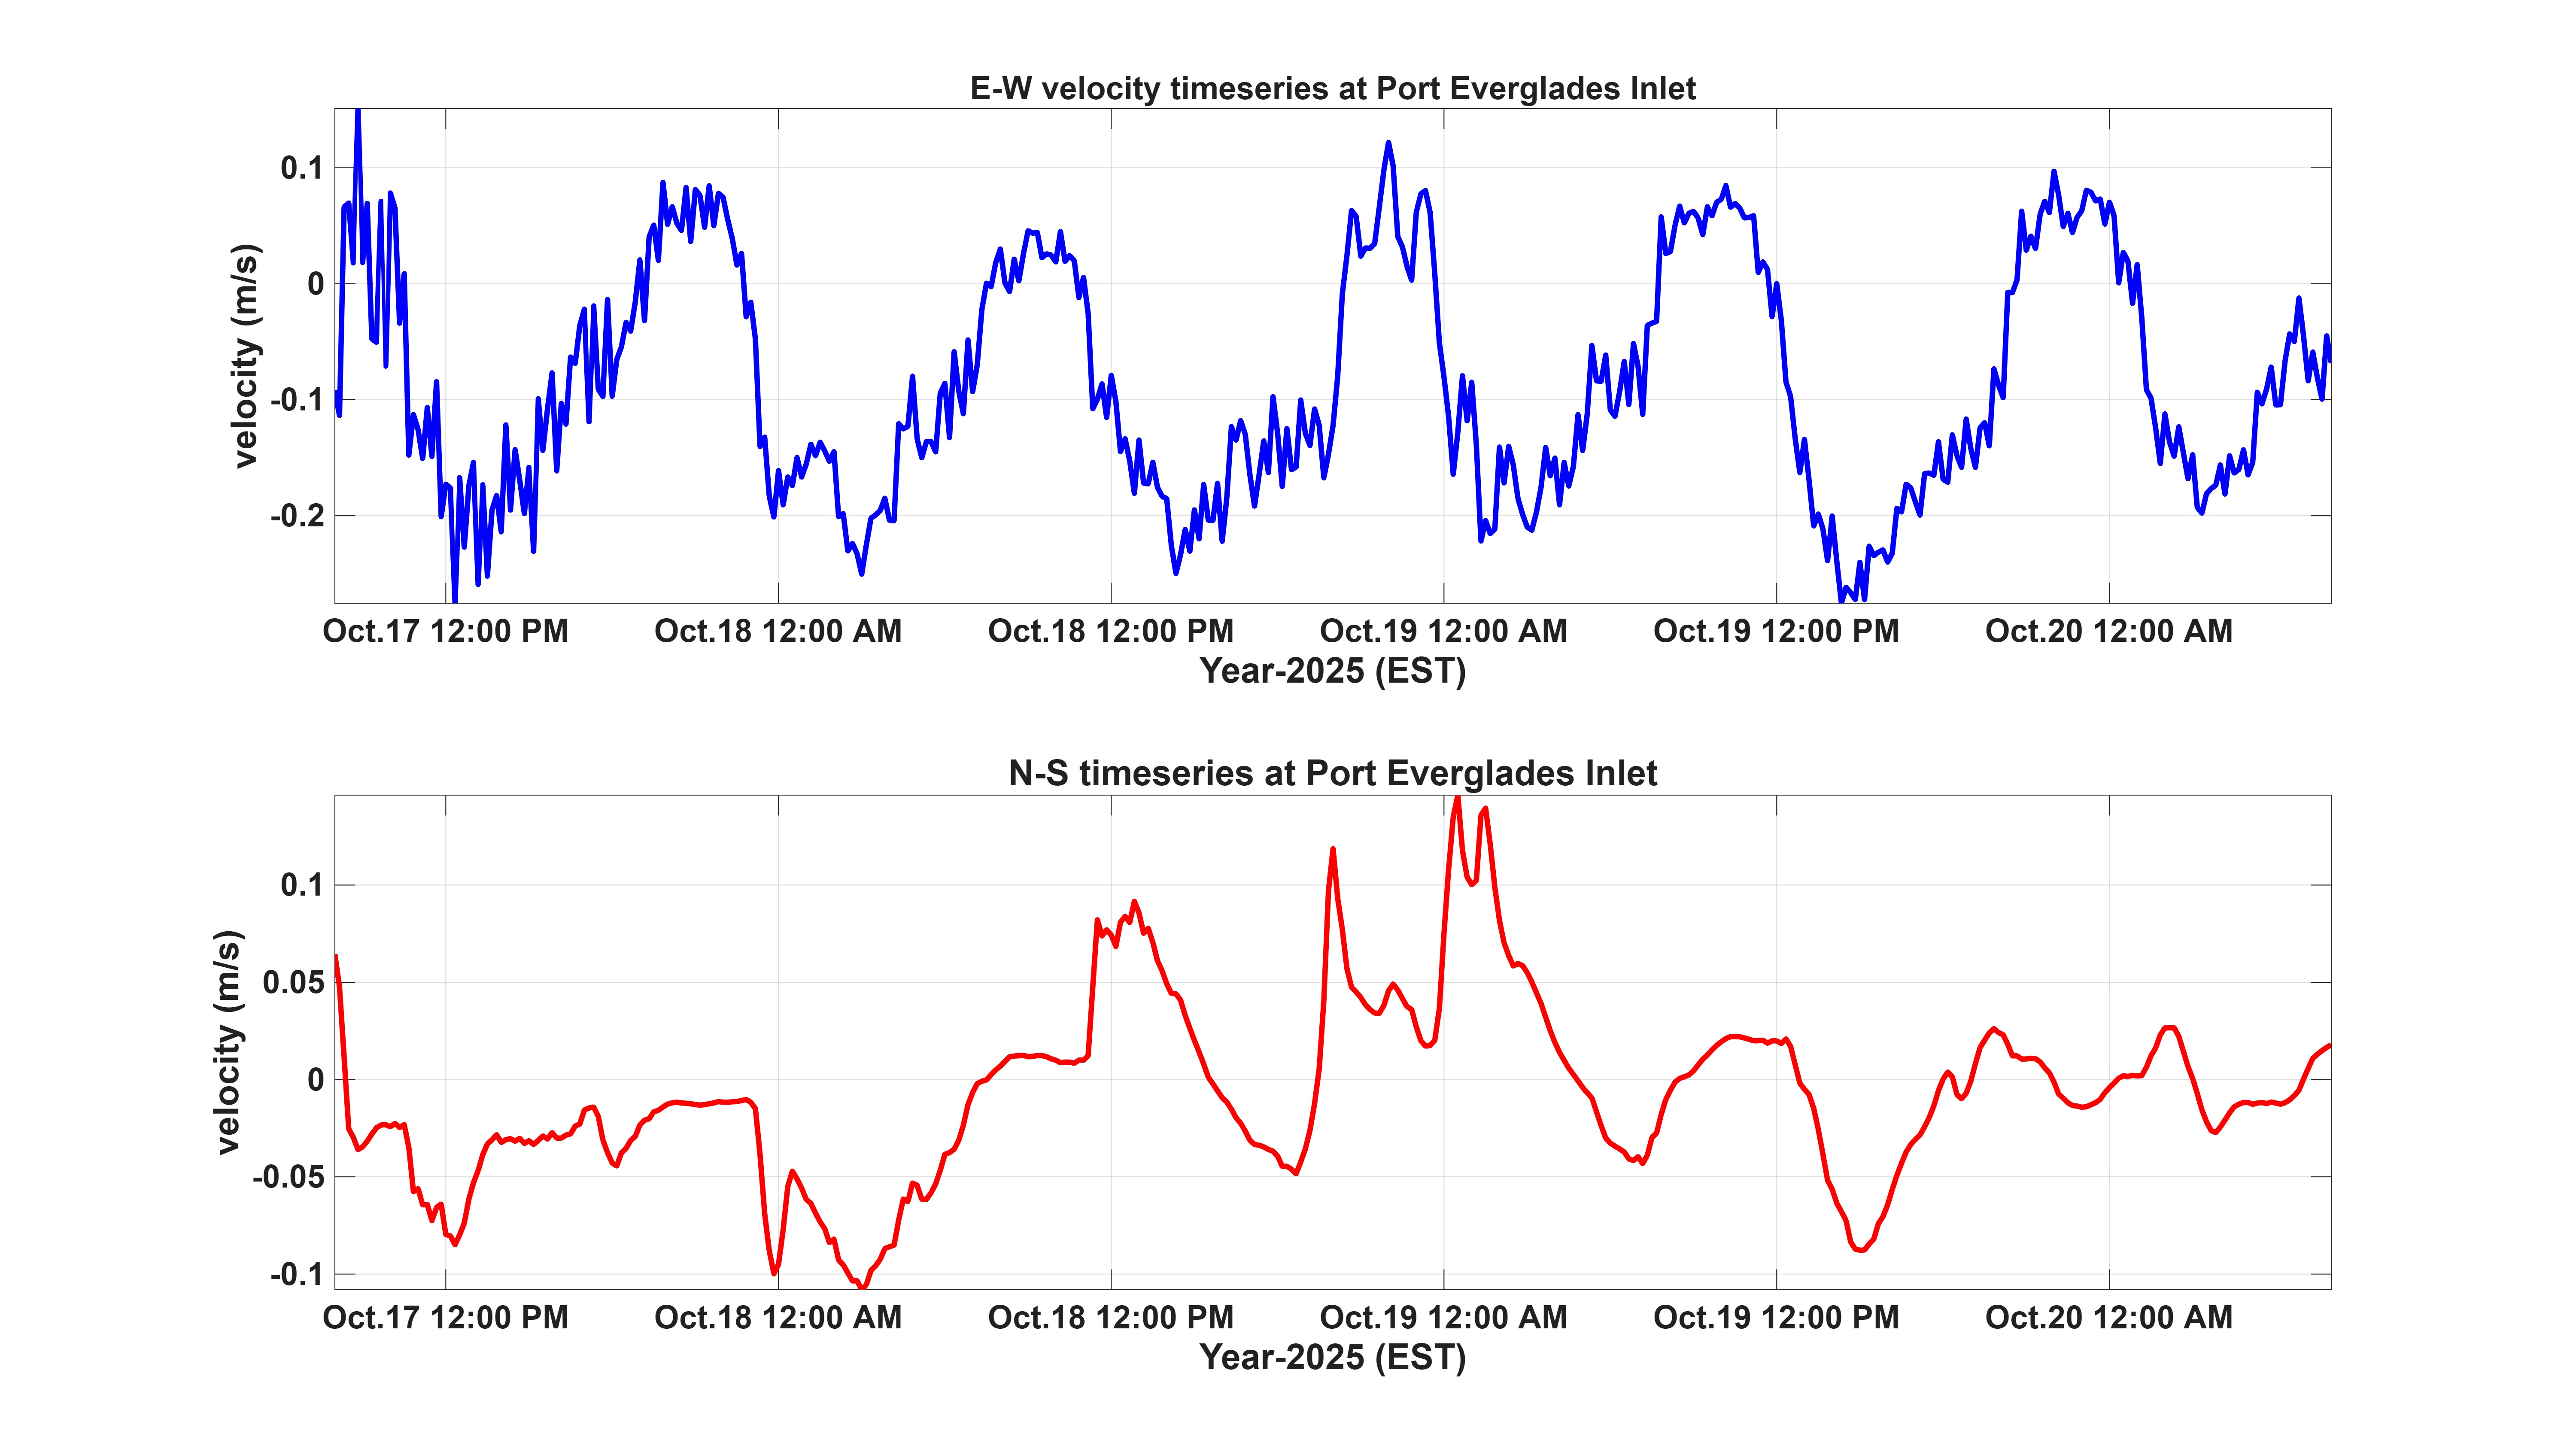 E-W velocity timeseries at Port Everglades Inlet
velocity (m/s)
0.1
0
-0.1
-0.2
Oct.17 12:00 PM Oct.18 12:00 AM Oct.18 12:00 PM Oct.19 12:00 AM Oct.19 12:00 PM Oct.20 12:00 AM
Year-2025 (EST)
N-S timeseries at Port Everglades Inlet
velocity (m/s)
0.1
0.05
0
-0.05
-0.1
Oct.17 12:00 PM Oct.18 12:00 AM Oct.18 12:00 PM Oct.19 12:00 AM Oct.19 12:00 PM Oct.20 12:00 AM
Year-2025 (EST)